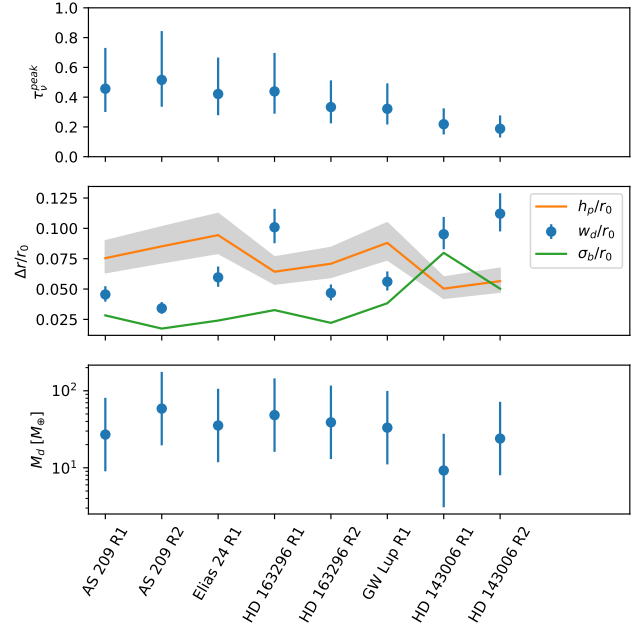 1.0
0.8
0.6
0.4
0.2
0.0
τ_ν^peak
0.125
0.100
0.075
0.050
0.025
Δr/r₀
h_p/r₀
w_d/r₀
σ_b/r₀
10²
10¹
M_d [M_⊕]
AS 209 R1
AS 209 R2
Elias 24 R1
HD 163296 R1
HD 163296 R2
GW Lup R1
HD 143006 R1
HD 143006 R2